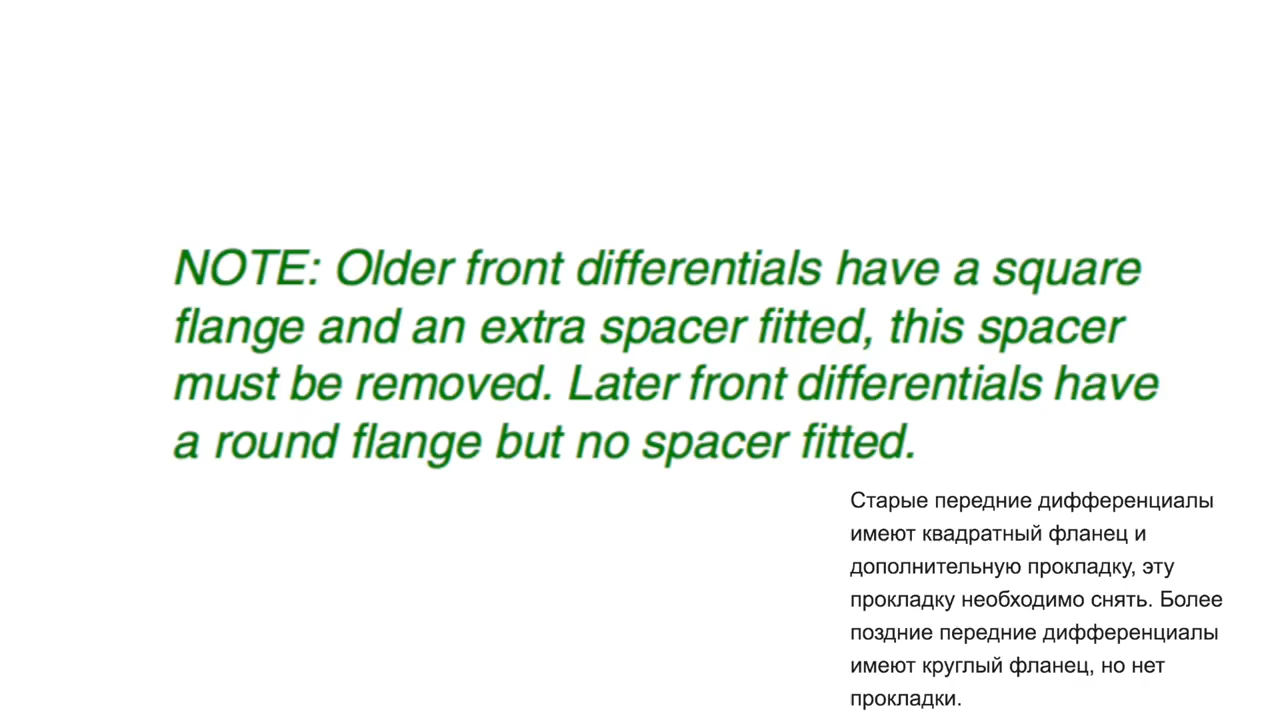 NOTE: Older front differentials have a square
flange and an extra spacer fitted, this spacer
must be removed. Later front differentials have
a round flange but no spacer fitted.
Старые передние дифференциалы
имеют квадратный фланец и
дополнительную прокладку, эту
прокладку необходимо снять. Более
поздние передние дифференциалы
имеют круглый фланец, но нет
прокладки.